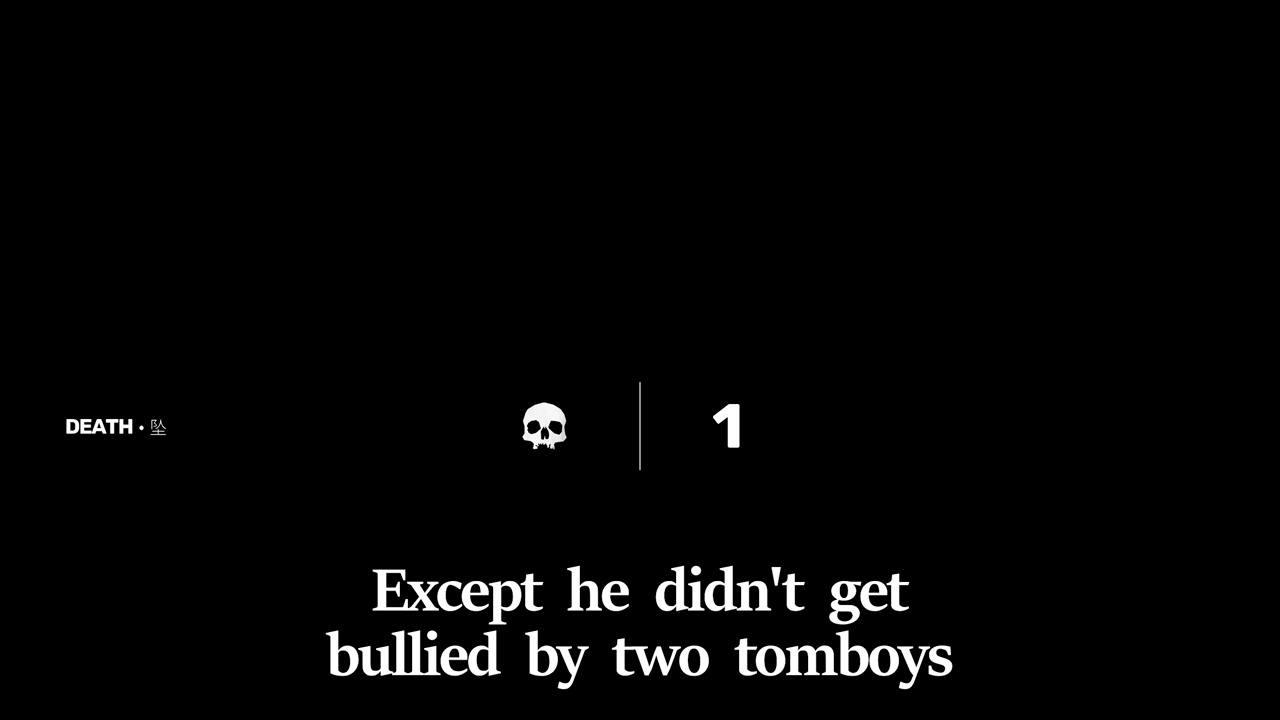 DEATH • 坠
1
Except he didn't get
bullied by two tomboys